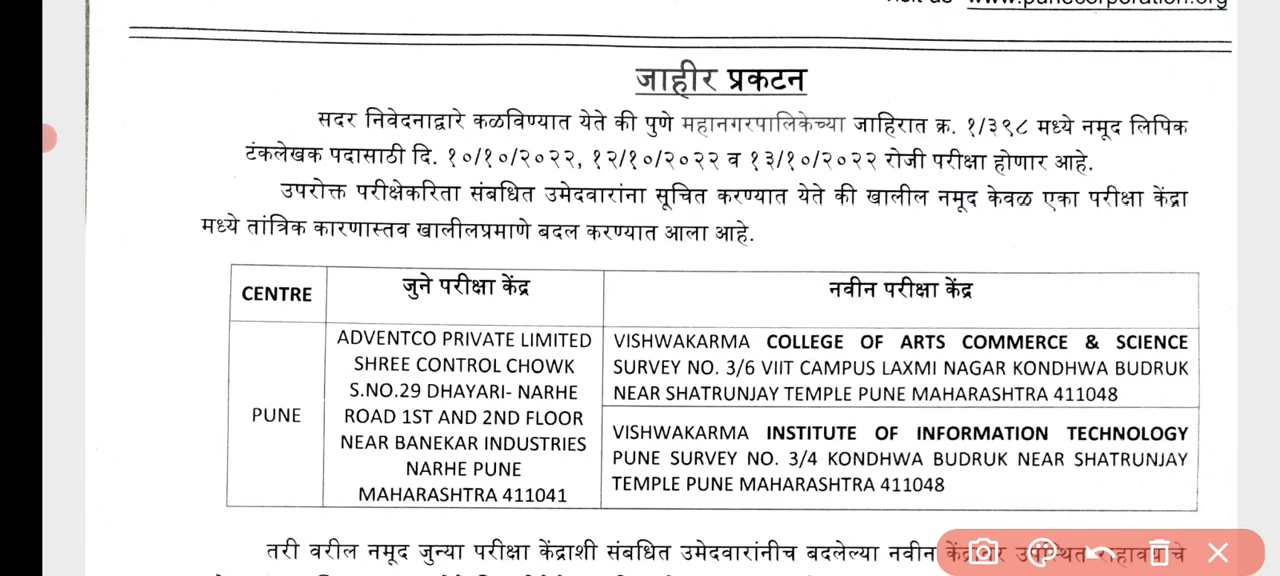 www.punecorporation.org
जाहीर प्रकटन
सदर निवेदनाद्वारे कळविण्यात येते की पुणे महानगरपालिकेच्या जाहिरात क्र. १/३९८ मध्ये नमूद लिपिक
टंकलेखक पदासाठी दि. १०/१०/२०२२, १२/१०/२०२२ व १३/१०/२०२२ रोजी परीक्षा होणार आहे.
उपरोक्त परीक्षेकरिता संबधित उमेदवारांना सूचित करण्यात येते की खालील नमूद केवळ एका परीक्षा केंद्रा
मध्ये तांत्रिक कारणास्तव खालीलप्रमाणे बदल करण्यात आला आहे.
CENTRE
जुने परीक्षा केंद्र
नवीन परीक्षा केंद्र
PUNE
ADVENTCO PRIVATE LIMITED
SHREE CONTROL CHOWK
S.NO.29 DHAYARI- NARHE
ROAD 1ST AND 2ND FLOOR
NEAR BANEKAR INDUSTRIES
NARHE PUNE
MAHARASHTRA 411041
VISHWAKARMA COLLEGE OF ARTS COMMERCE & SCIENCE
SURVEY NO. 3/6 VIIT CAMPUS LAXMI NAGAR KONDHWA BUDRUK
NEAR SHATRUNJAY TEMPLE PUNE MAHARASHTRA 411048
VISHWAKARMA INSTITUTE OF INFORMATION TECHNOLOGY
PUNE SURVEY NO. 3/4 KONDHWA BUDRUK NEAR SHATRUNJAY
TEMPLE PUNE MAHARASHTRA 411048
तरी वरील नमूद जुन्या परीक्षा केंद्राशी संबधित उमेदवारांनीच बदलेल्या नवीन केंद्रावर उपस्थित राहावयाचे